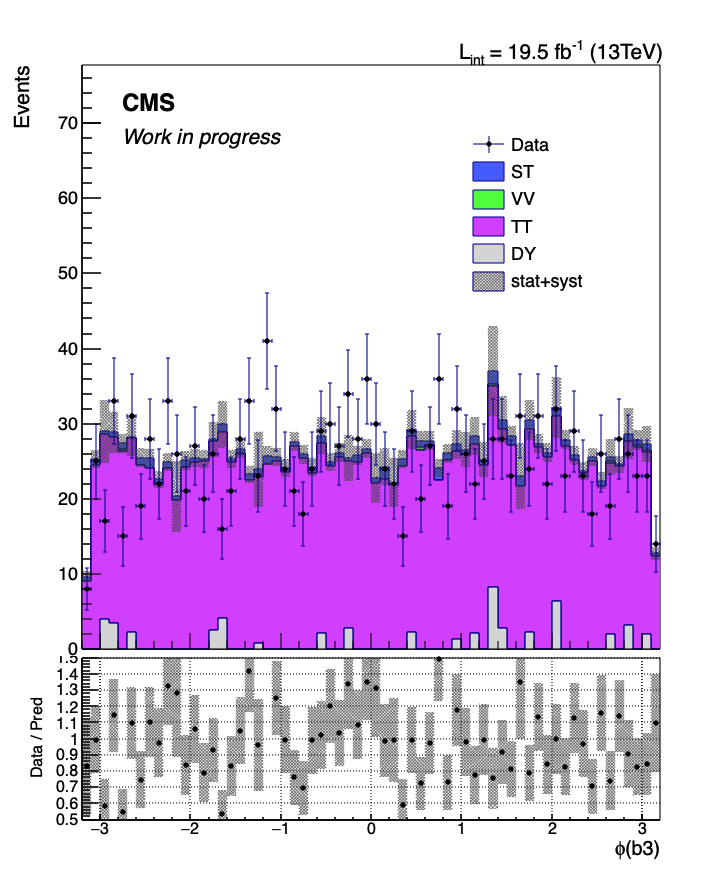 L_int = 19.5 fb⁻¹ (13TeV)
Events
CMS
Work in progress
Data
ST
VV
TT
DY
stat+syst
70
60
50
40
30
20
10
0
Data / Pred
1.5
1.4
1.3
1.2
1.1
1
0.9
0.8
0.7
0.6
0.5
−3 −2 −1 0 1 2 3
ϕ(b3)